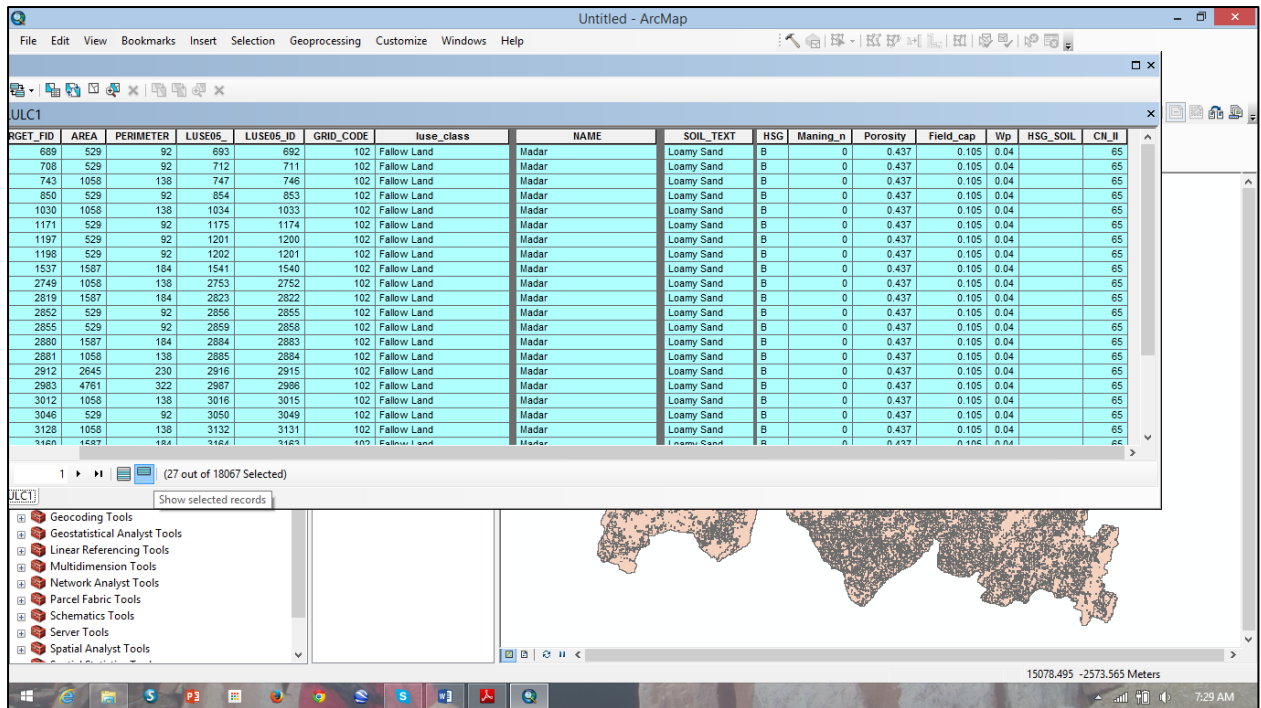 Untitled - ArcMap
File Edit View Bookmarks Insert Selection Geoprocessing Customize Windows Help
ULC1
RGET_FID AREA PERIMETER LUSE05_ LUSE05_ID GRID_CODE luse_class NAME SOIL_TEXT HSG Maning_n Porosity Field_cap Wp HSG_SOIL CN_II
689 529 92 693 692 102 Fallow Land Madar Loamy Sand B 0 0.437 0.105 0.04 65
708 529 92 712 711 102 Fallow Land Madar Loamy Sand B 0 0.437 0.105 0.04 65
743 1058 138 747 746 102 Fallow Land Madar Loamy Sand B 0 0.437 0.105 0.04 65
850 529 92 854 853 102 Fallow Land Madar Loamy Sand B 0 0.437 0.105 0.04 65
1030 1058 138 1034 1033 102 Fallow Land Madar Loamy Sand B 0 0.437 0.105 0.04 65
1171 529 92 1175 1174 102 Fallow Land Madar Loamy Sand B 0 0.437 0.105 0.04 65
1197 529 92 1201 1200 102 Fallow Land Madar Loamy Sand B 0 0.437 0.105 0.04 65
1198 529 92 1202 1201 102 Fallow Land Madar Loamy Sand B 0 0.437 0.105 0.04 65
1537 1587 184 1541 1540 102 Fallow Land Madar Loamy Sand B 0 0.437 0.105 0.04 65
2749 1058 138 2753 2752 102 Fallow Land Madar Loamy Sand B 0 0.437 0.105 0.04 65
2819 1587 184 2823 2822 102 Fallow Land Madar Loamy Sand B 0 0.437 0.105 0.04 65
2852 529 92 2856 2855 102 Fallow Land Madar Loamy Sand B 0 0.437 0.105 0.04 65
2855 529 92 2859 2858 102 Fallow Land Madar Loamy Sand B 0 0.437 0.105 0.04 65
2880 1587 184 2884 2883 102 Fallow Land Madar Loamy Sand B 0 0.437 0.105 0.04 65
2881 1058 138 2885 2884 102 Fallow Land Madar Loamy Sand B 0 0.437 0.105 0.04 65
2912 2645 230 2916 2915 102 Fallow Land Madar Loamy Sand B 0 0.437 0.105 0.04 65
2983 4761 322 2987 2986 102 Fallow Land Madar Loamy Sand B 0 0.437 0.105 0.04 65
3012 1058 138 3016 3015 102 Fallow Land Madar Loamy Sand B 0 0.437 0.105 0.04 65
3046 529 92 3050 3049 102 Fallow Land Madar Loamy Sand B 0 0.437 0.105 0.04 65
3128 1058 138 3132 3131 102 Fallow Land Madar Loamy Sand B 0 0.437 0.105 0.04 65
3160 1587 184 3164 3163 102 Fallow Land Madar Loamy Sand B 0 0.437 0.105 0.04 65
1 (27 out of 18067 Selected)
ULC1
Show selected records
Geocoding Tools
Geostatistical Analyst Tools
Linear Referencing Tools
Multidimension Tools
Network Analyst Tools
Parcel Fabric Tools
Schematics Tools
Server Tools
Spatial Analyst Tools
15078.495 -2573.565 Meters
7:29 AM